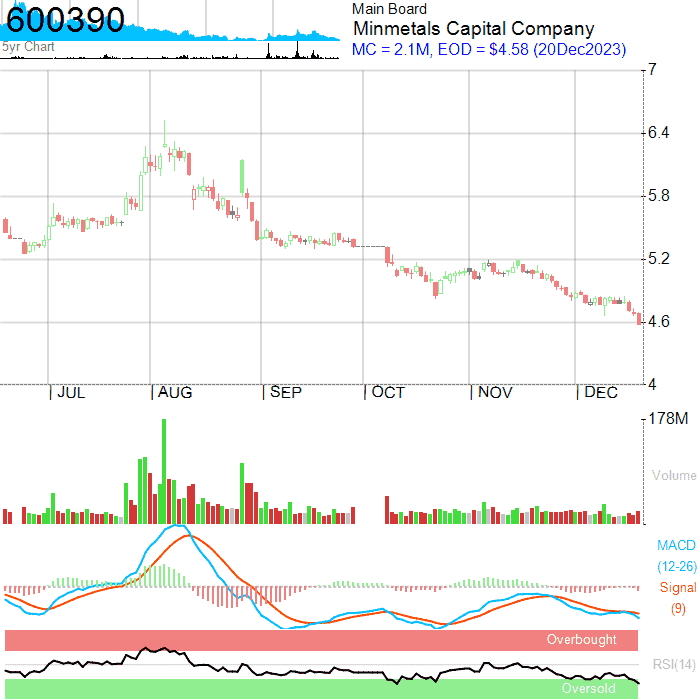 600390
5yr Chart
Main Board
Minmetals Capital Company
MC = 2.1M, EOD = $4.58 (20Dec2023)
7
6.4
5.8
5.2
4.6
4
JUL AUG SEP OCT NOV DEC
178M
Volume
MACD
(12-26)
Signal
(9)
Overbought
RSI(14)
Oversold